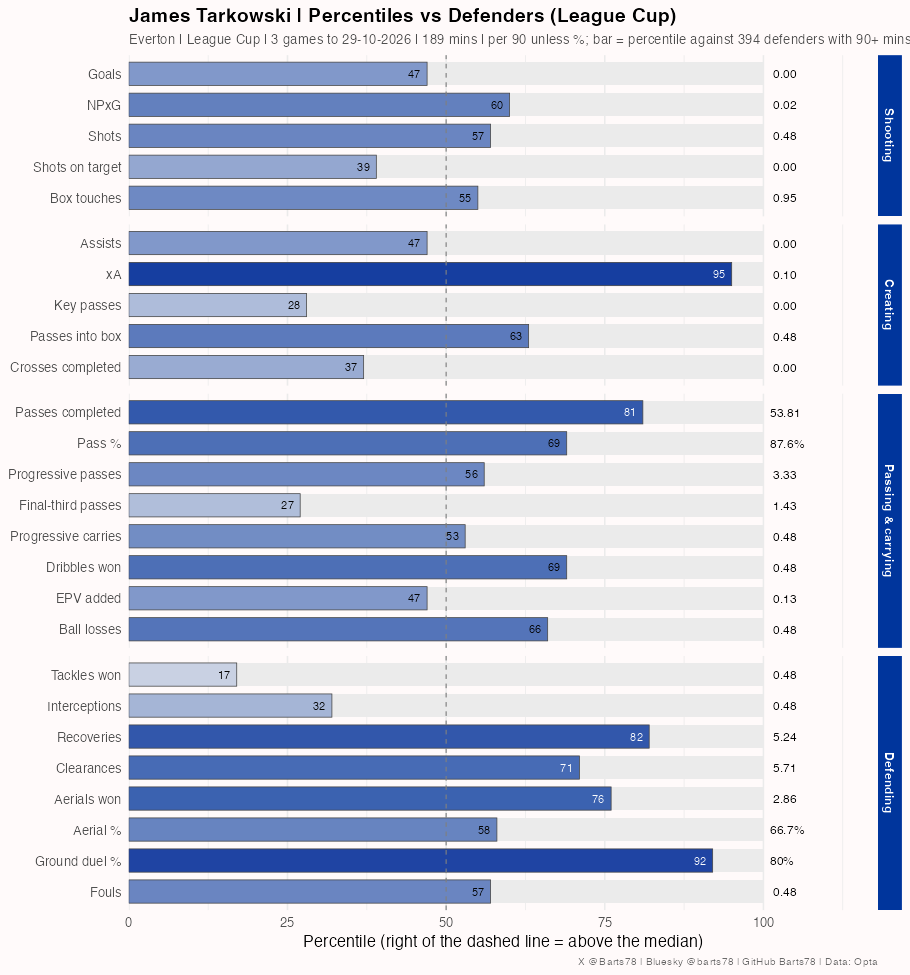 James Tarkowski | Percentiles vs Defenders (League Cup)
Everton | League Cup | 3 games to 29-10-2026 | 189 mins | per 90 unless %; bar = percentile against 394 defenders with 90+ mins
Goals 47 0.00
NPxG 60 0.02
Shots 57 0.48
Shots on target 39 0.00
Box touches 55 0.95
Shooting
Assists 47 0.00
xA 95 0.10
Key passes 28 0.00
Passes into box 63 0.48
Crosses completed 37 0.00
Creating
Passes completed 81 53.81
Pass % 69 87.6%
Progressive passes 56 3.33
Final-third passes 27 1.43
Progressive carries 53 0.48
Dribbles won 69 0.48
EPV added 47 0.13
Ball losses 66 0.48
Passing & carrying
Tackles won 17 0.48
Interceptions 32 0.48
Recoveries 82 5.24
Clearances 71 5.71
Aerials won 76 2.86
Aerial % 58 66.7%
Ground duel % 92 80%
Fouls 57 0.48
Defending
0 25 50 75 100
Percentile (right of the dashed line = above the median)
X @Barts78 | Bluesky @barts78 | GitHub Barts78 | Data: Opta